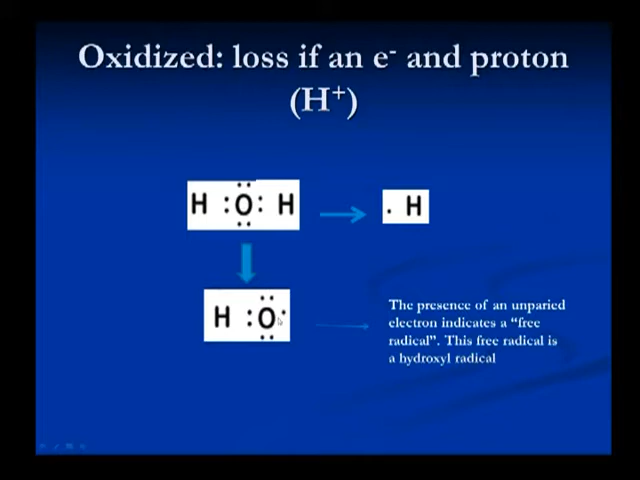 Oxidized: loss if an e⁻ and proton
(H⁺)
H :Ö: H
· H
H :Ö·
The presence of an unparied
electron indicates a "free
radical". This free radical is
a hydroxyl radical